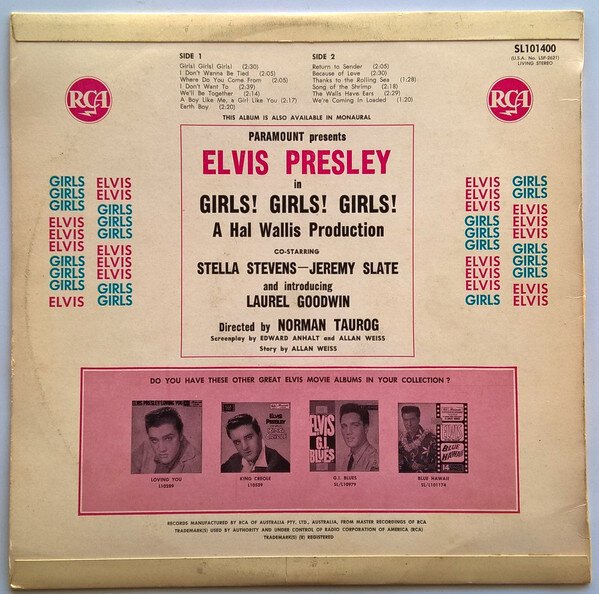 SL101400
(U.S.A. No. LSP-2621)
LIVING STEREO
SIDE 1
Girls! Girls! Girls! (2:30)
I Don't Wanna Be Tied (2:05)
Where Do You Come From (2:05)
I Don't Want To (2:39)
We'll Be Together (2:14)
A Boy Like Me, a Girl Like You (2:17)
Earth Boy (2:20)
SIDE 2
Return to Sender (2:05)
Because of Love (2:30)
Thanks to the Rolling Sea (1:28)
Song of the Shrimp (2:18)
The Walls Have Ears (2:29)
We're Coming in Loaded (1:20)
RCA
RCA
THIS ALBUM IS ALSO AVAILABLE IN MONAURAL
PARAMOUNT presents
ELVIS PRESLEY
in
GIRLS! GIRLS! GIRLS!
A Hal Wallis Production
CO-STARRING
STELLA STEVENS—JEREMY SLATE
and introducing
LAUREL GOODWIN
Directed by NORMAN TAUROG
Screenplay by EDWARD ANHALT and ALLAN WEISS
Story by ALLAN WEISS
GIRLS ELVIS
GIRLS ELVIS
GIRLS GIRLS
ELVIS GIRLS
ELVIS GIRLS
ELVIS ELVIS
GIRLS ELVIS
GIRLS ELVIS
GIRLS GIRLS
ELVIS GIRLS
ELVIS GIRLS
ELVIS GIRLS
ELVIS ELVIS
GIRLS ELVIS
GIRLS ELVIS
GIRLS GIRLS
ELVIS GIRLS
ELVIS GIRLS
ELVIS ELVIS
GIRLS ELVIS
DO YOU HAVE THESE OTHER GREAT ELVIS MOVIE ALBUMS IN YOUR COLLECTION?
ELVIS PRESLEY LOVING YOU
ELVIS PRESLEY
KING CREOLE
ELVIS
G.I.
BLUES
ELVIS
BLUE HAWAII
14
LOVING YOU
L10289
KING CREOLE
L10539
G.I. BLUES
SL/L10979
BLUE HAWAII
SL/L101174
RECORDS MANUFACTURED BY RCA OF AUSTRALIA PTY, LTD., AUSTRALIA, FROM MASTER RECORDINGS OF RCA
TRADEMARK(S) USED BY AUTHORITY AND UNDER CONTROL OF RADIO CORPORATION OF AMERICA (RCA)
TRADEMARK(S) (R) REGISTERED